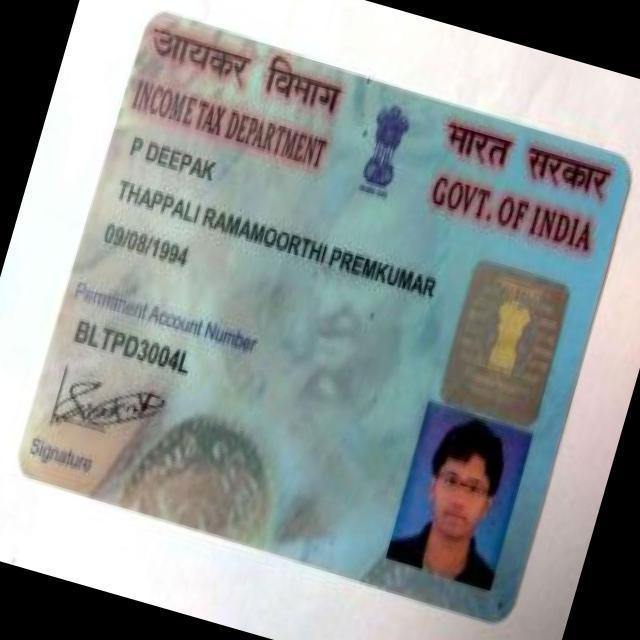 आयकर विभाग
INCOME TAX DEPARTMENT
भारत सरकार
GOVT. OF INDIA
P DEEPAK
THAPPALI RAMAMOORTHI PREMKUMAR
09/08/1994
Permanent Account Number
BLTPD3004L
Signature